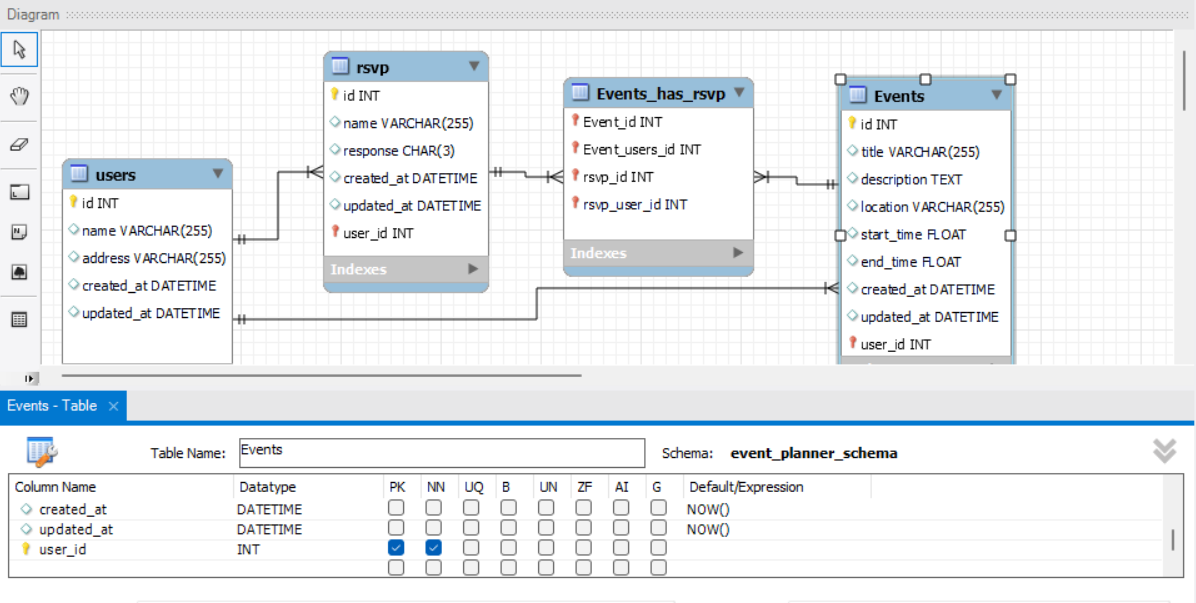 Diagram
users
id INT
name VARCHAR(255)
address VARCHAR(255)
created_at DATETIME
updated_at DATETIME
rsvp
id INT
name VARCHAR(255)
response CHAR(3)
created_at DATETIME
updated_at DATETIME
user_id INT
Indexes
Events_has_rsvp
Event_id INT
Event_users_id INT
rsvp_id INT
rsvp_user_id INT
Indexes
Events
id INT
title VARCHAR(255)
description TEXT
location VARCHAR(255)
start_time FLOAT
end_time FLOAT
created_at DATETIME
updated_at DATETIME
user_id INT
Events - Table
Table Name: Events Schema: event_planner_schema
Column Name Datatype PK NN UQ B UN ZF AI G Default/Expression
created_at DATETIME NOW()
updated_at DATETIME NOW()
user_id INT